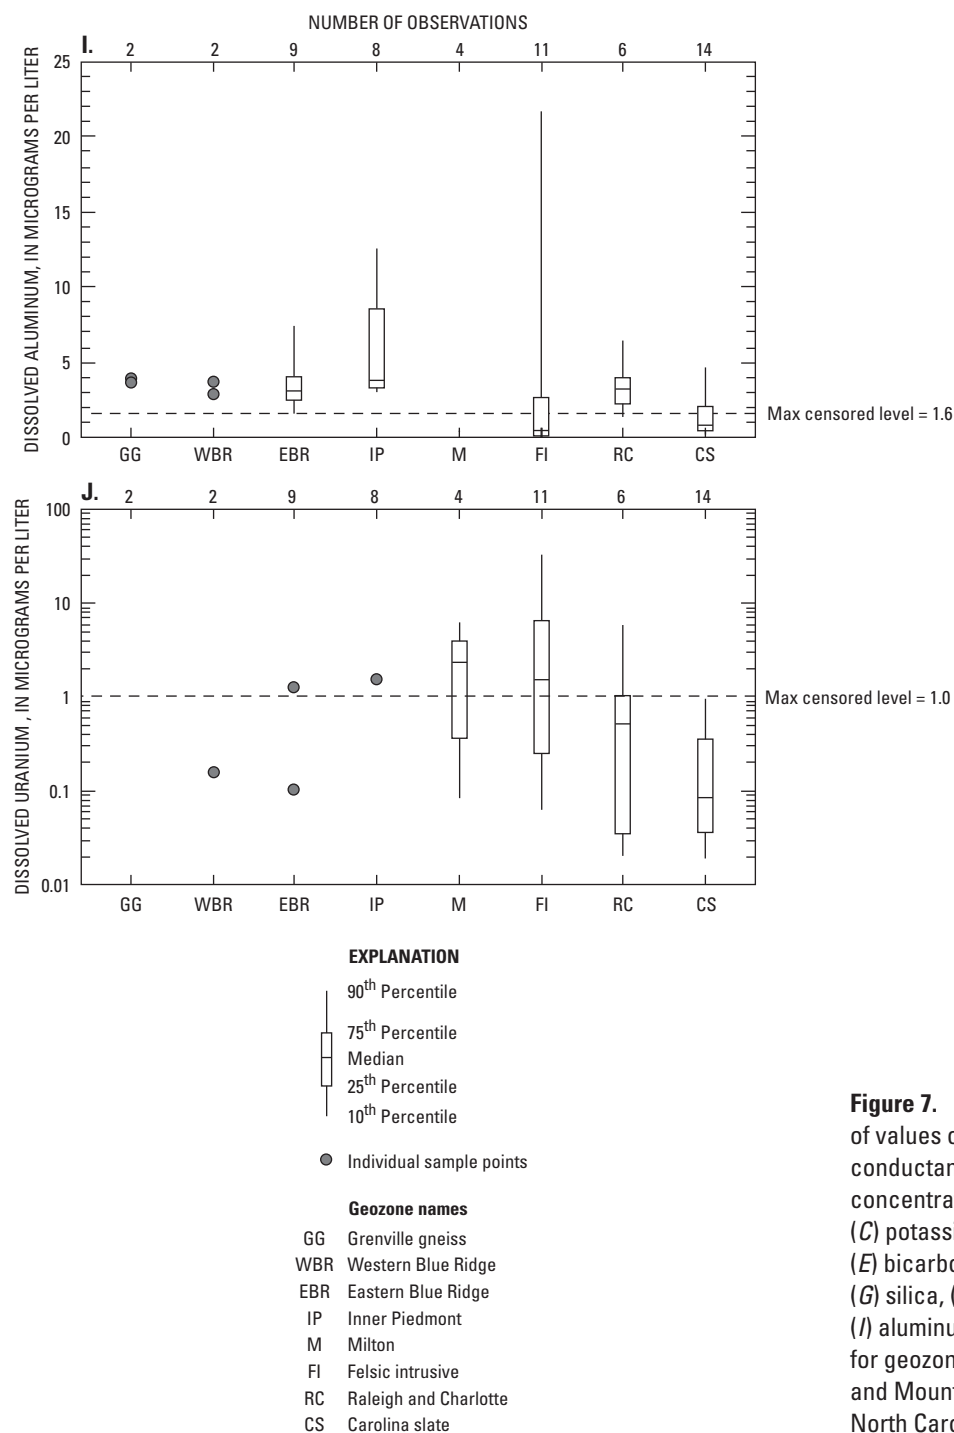 NUMBER OF OBSERVATIONS
I. 2 2 9 8 4 11 6 14
DISSOLVED ALUMINUM, IN MICROGRAMS PER LITER
25
20
15
10
5
0
Max censored level = 1.6
GG WBR EBR IP M FI RC CS
J. 2 2 9 8 4 11 6 14
DISSOLVED URANIUM , IN MICROGRAMS PER LITER
100
10
1
0.1
0.01
Max censored level = 1.0
GG WBR EBR IP M FI RC CS
EXPLANATION
90th Percentile
75th Percentile
Median
25th Percentile
10th Percentile
Individual sample points
Geozone names
GG Grenville gneiss
WBR Western Blue Ridge
EBR Eastern Blue Ridge
IP Inner Piedmont
M Milton
FI Felsic intrusive
RC Raleigh and Charlotte
CS Carolina slate
Figure 7.
of values
conductan
concentra
(C) potassi
(E) bicarbo
(G) silica, (
(I) aluminu
for geozon
and Mount
North Caro